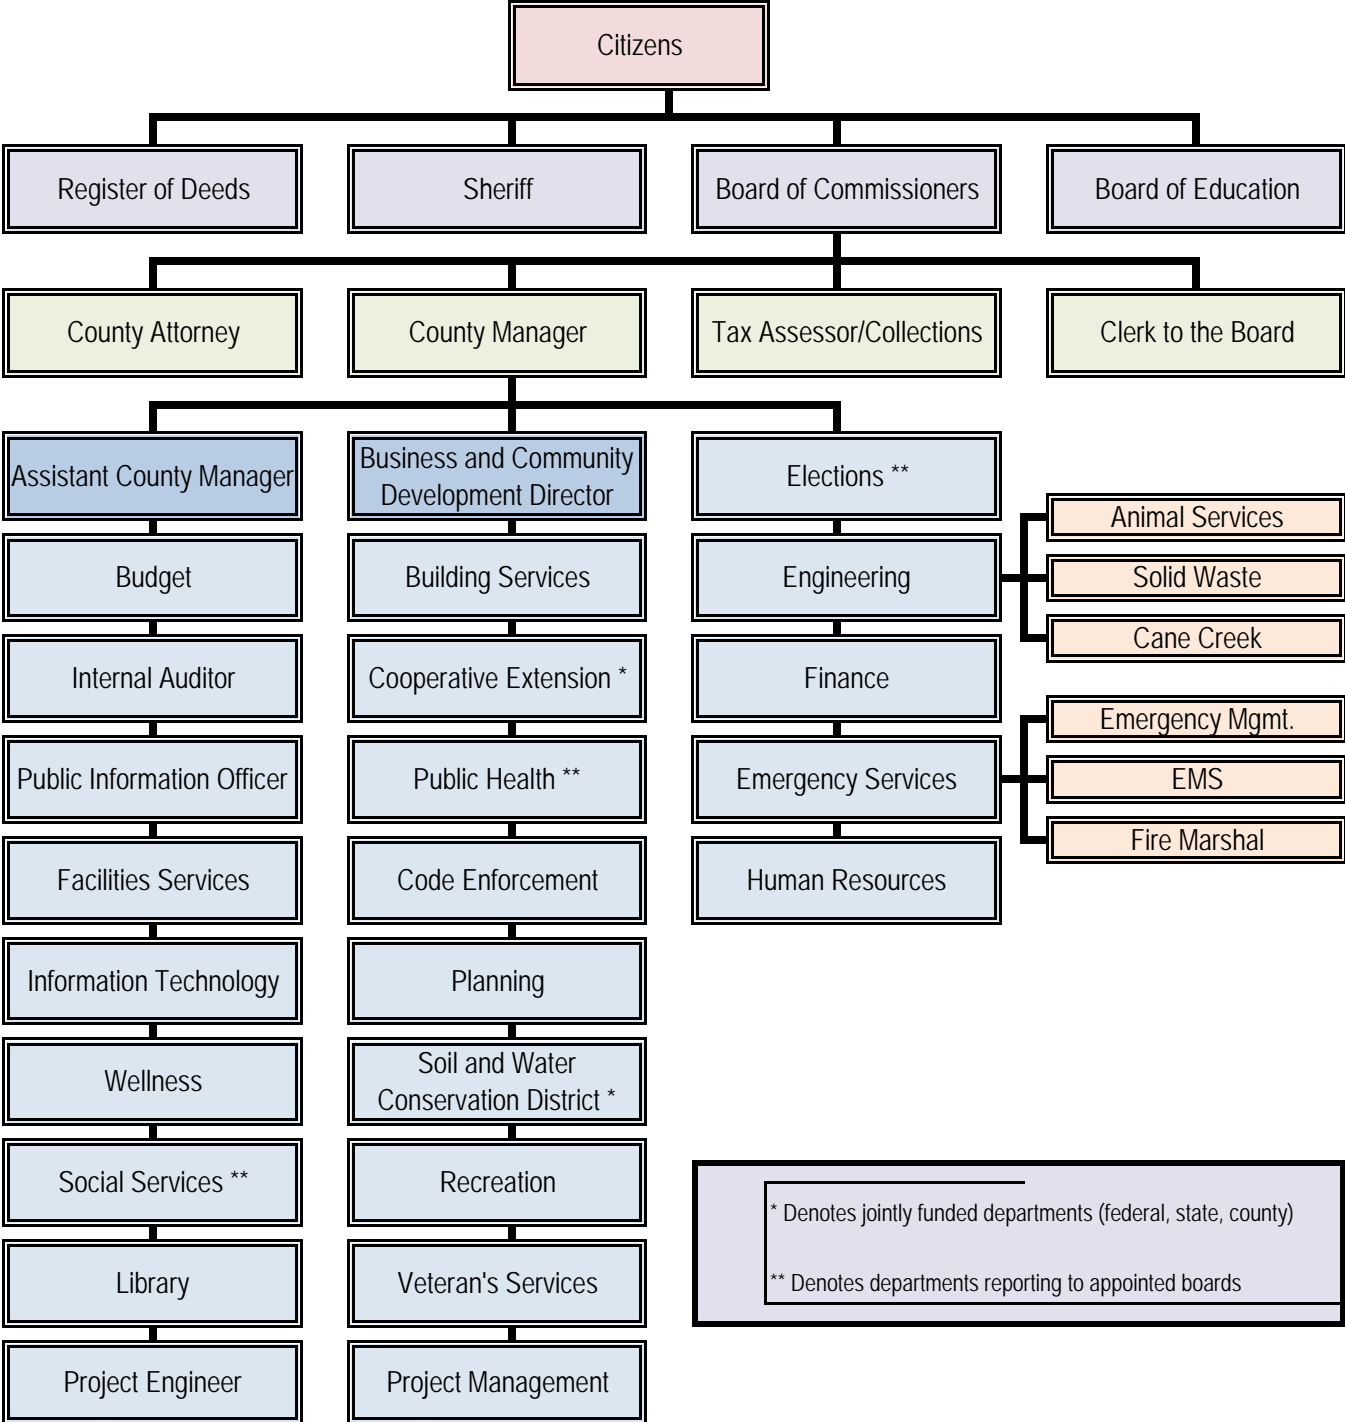 Citizens
Register of Deeds
Sheriff
Board of Commissioners
Board of Education
County Attorney
County Manager
Tax Assessor/Collections
Clerk to the Board
Assistant County Manager
Business and Community
Development Director
Elections **
Animal Services
Budget
Building Services
Engineering
Solid Waste
Cane Creek
Internal Auditor
Cooperative Extension *
Finance
Emergency Mgmt.
Public Information Officer
Public Health **
Emergency Services
EMS
Fire Marshal
Facilities Services
Code Enforcement
Human Resources
Information Technology
Planning
Wellness
Soil and Water
Conservation District *
Social Services **
Recreation
* Denotes jointly funded departments (federal, state, county)
Library
Veteran's Services
** Denotes departments reporting to appointed boards
Project Engineer
Project Management